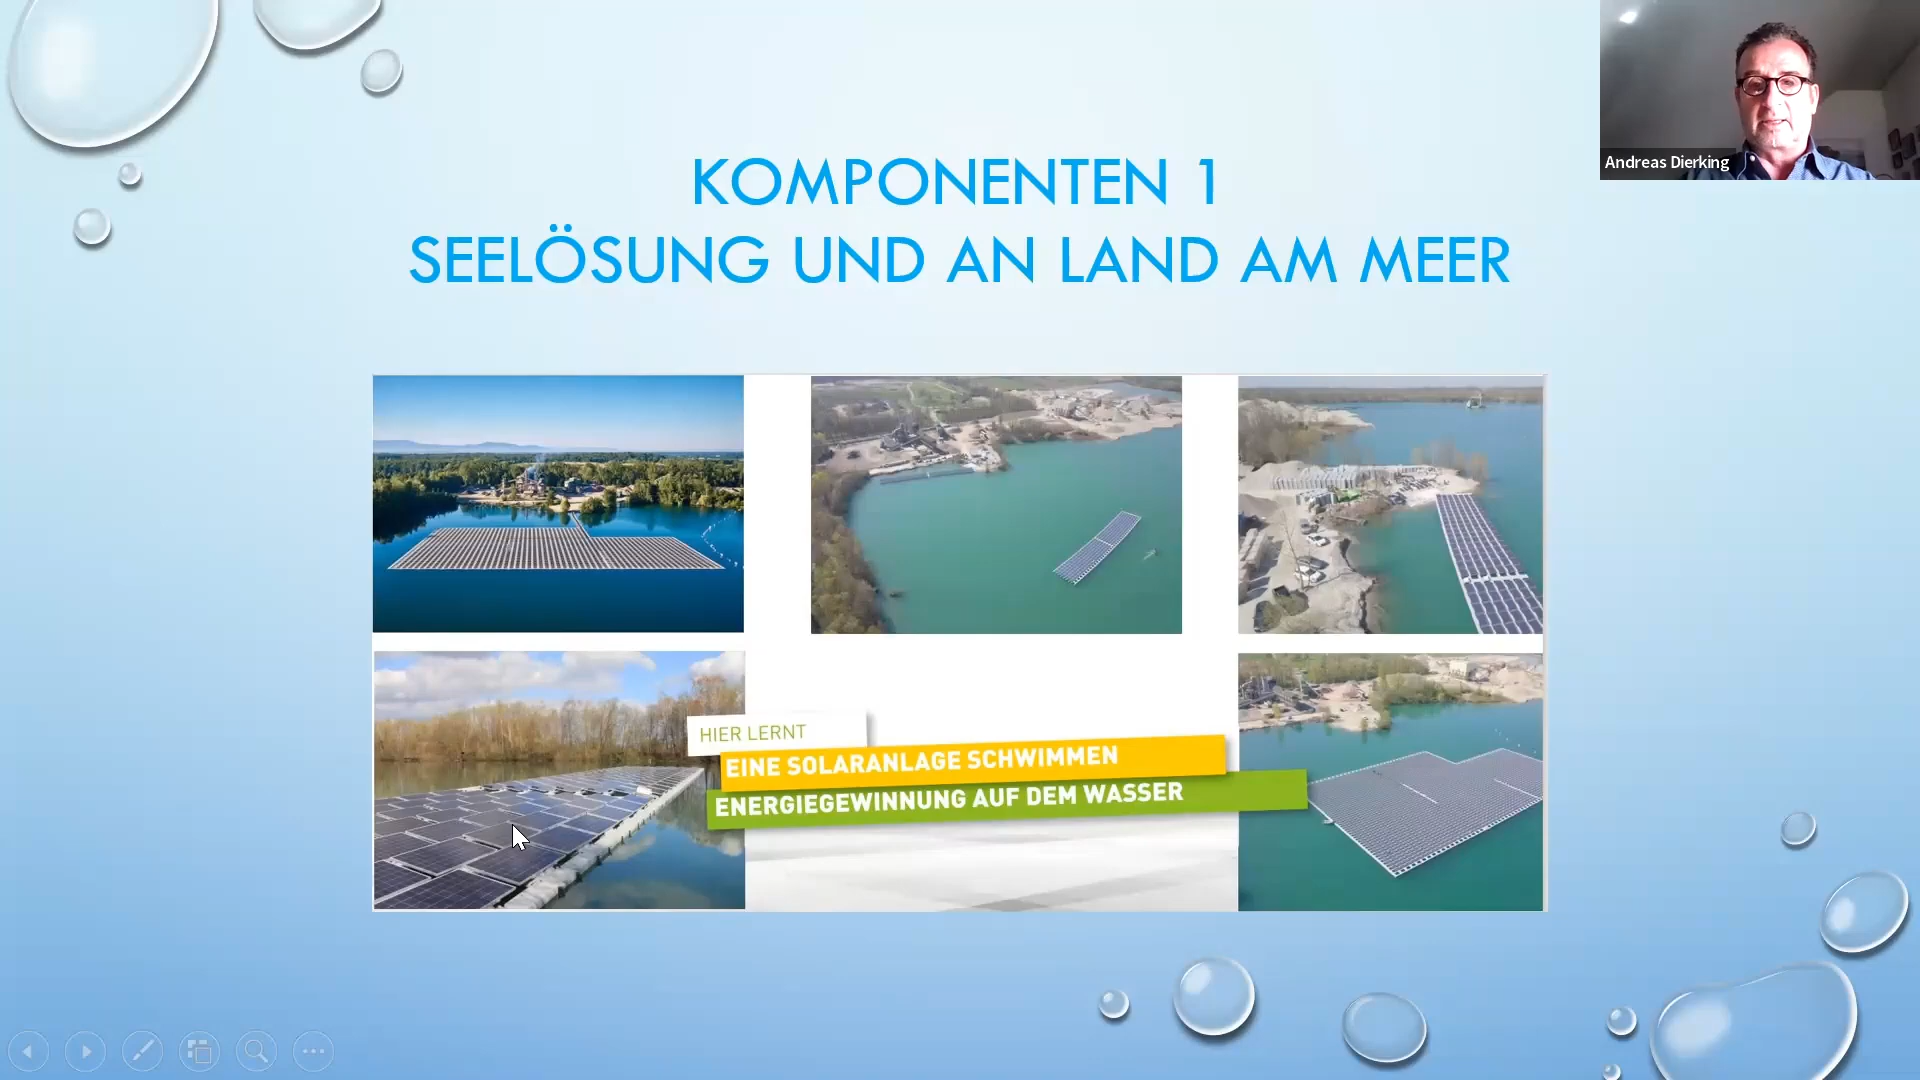 KOMPONENTEN 1
SEELÖSUNG UND AN LAND AM MEER
Andreas Dierking
HIER LERNT
EINE SOLARANLAGE SCHWIMMEN
ENERGIEGEWINNUNG AUF DEM WASSER